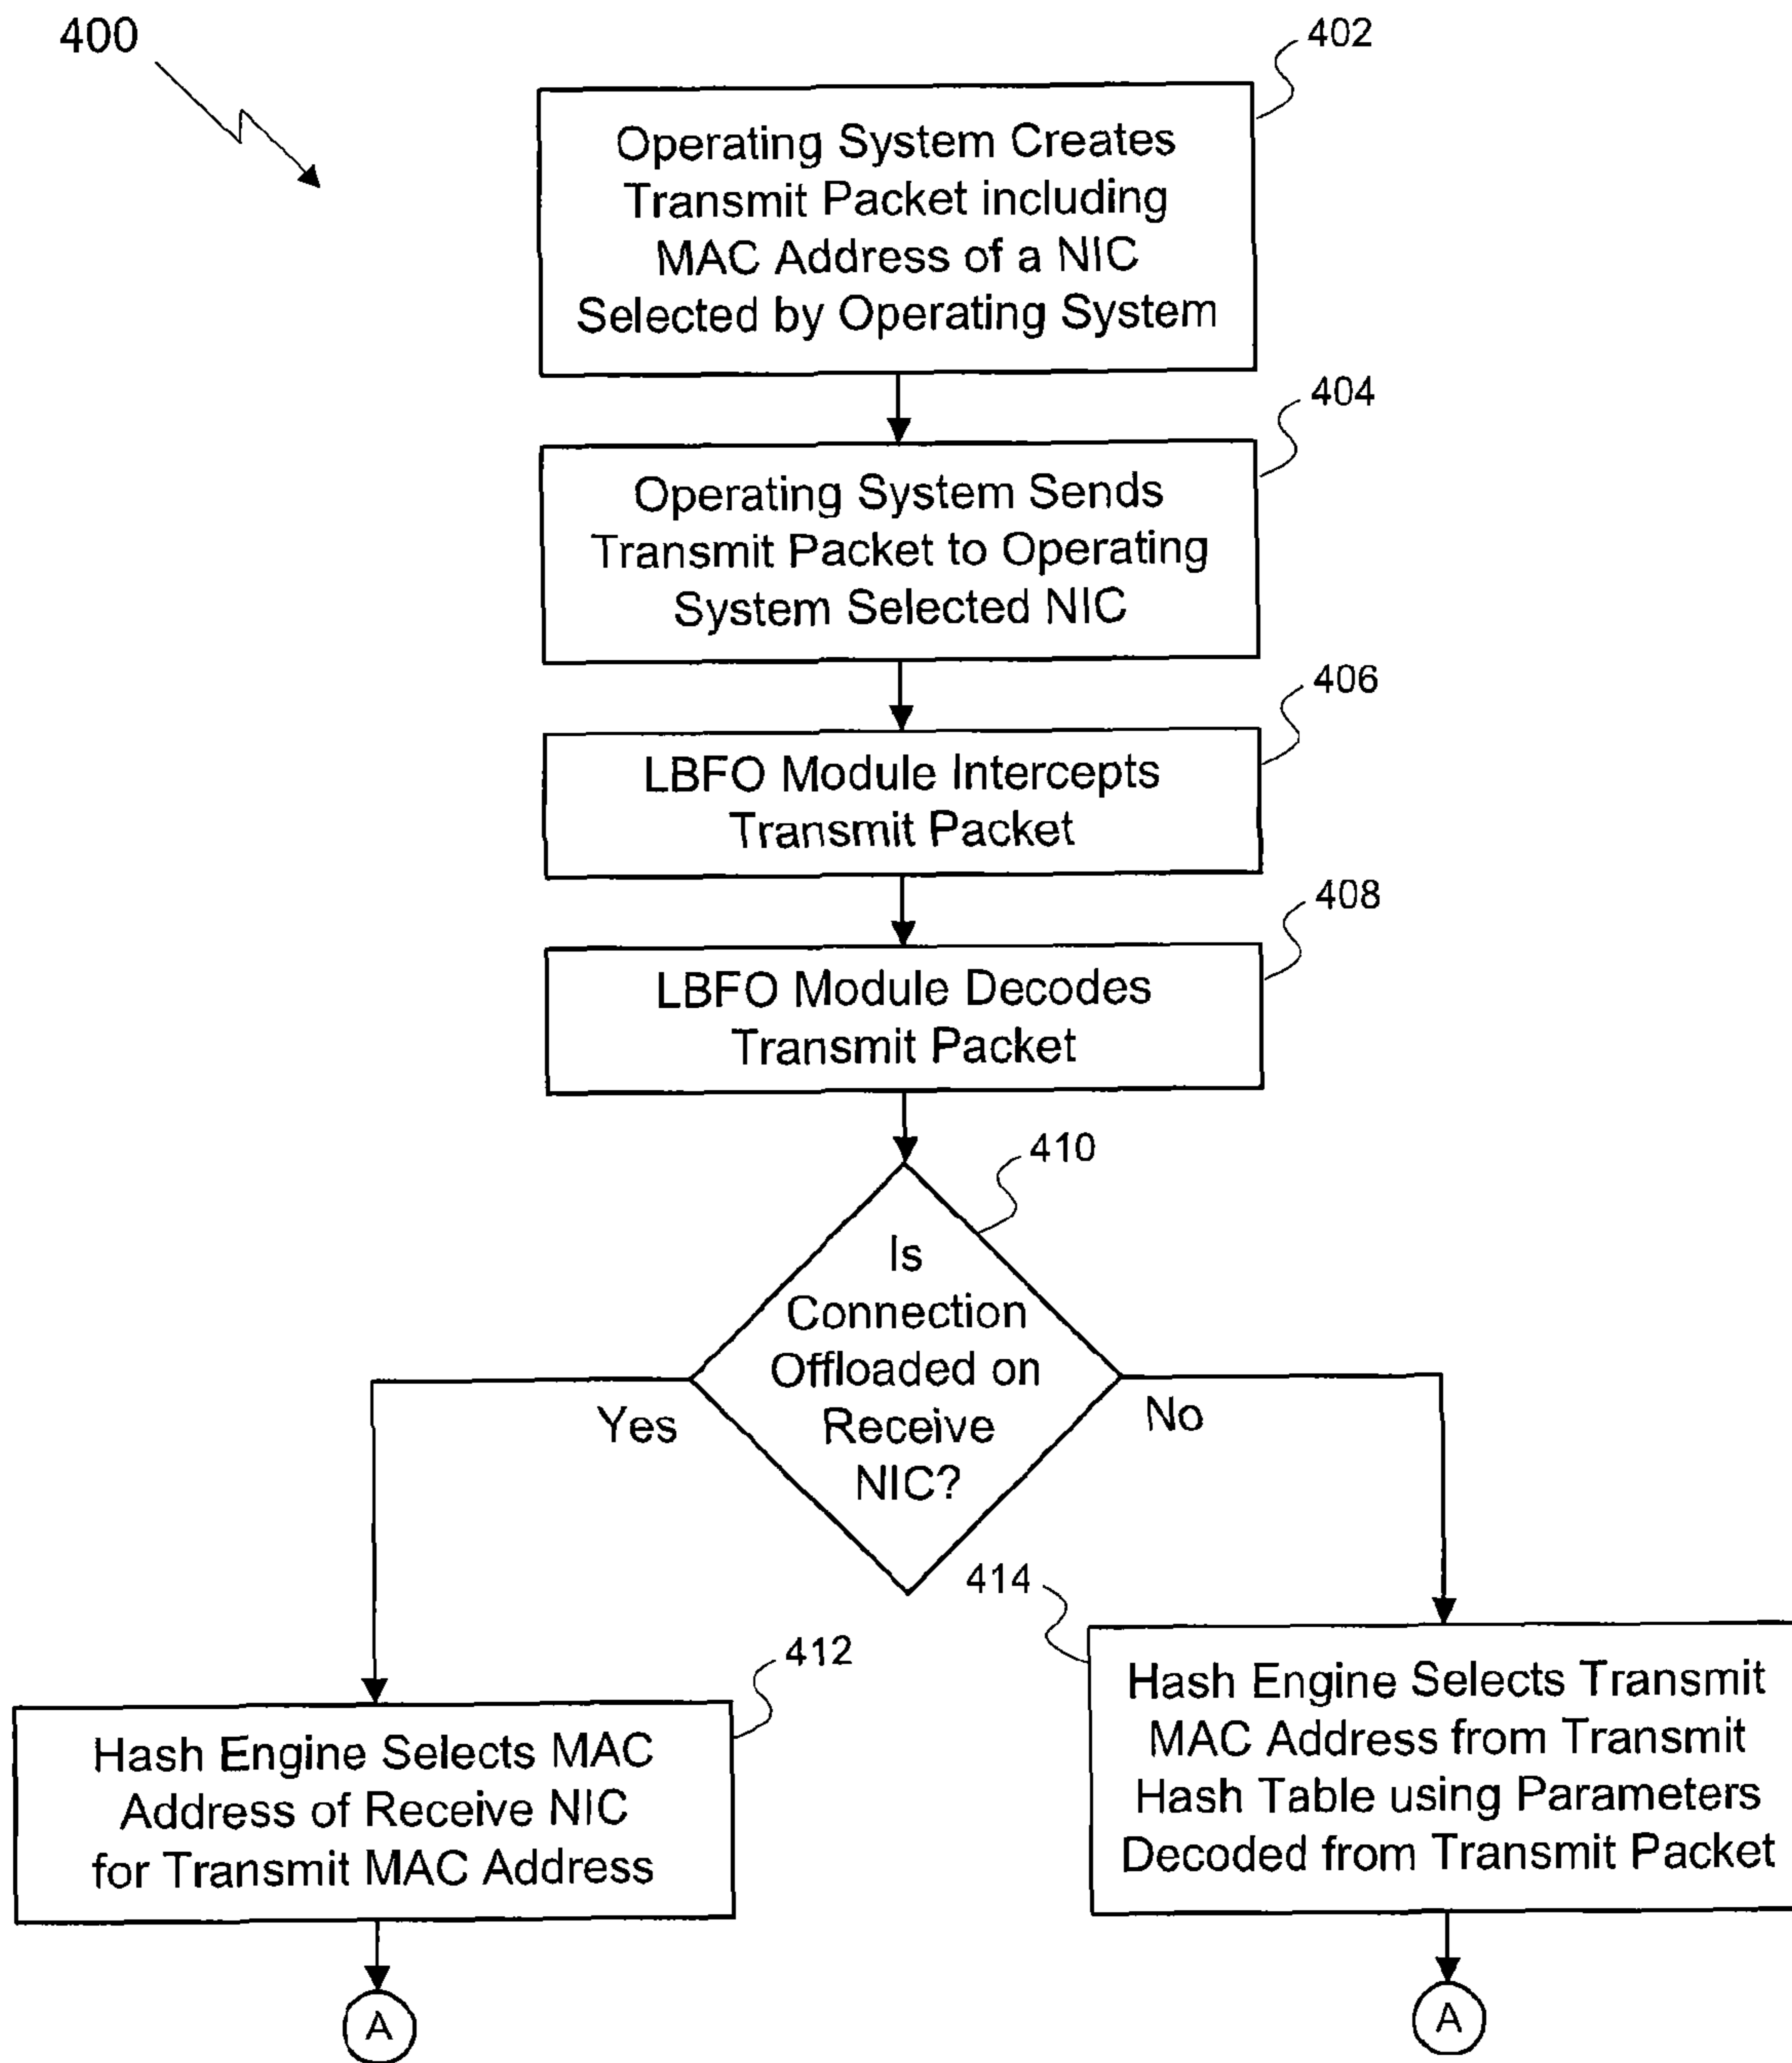 400
402
Operating System Creates
Transmit Packet including
MAC Address of a NIC
Selected by Operating System
404
Operating System Sends
Transmit Packet to Operating
System Selected NIC
406
LBFO Module Intercepts
Transmit Packet
408
LBFO Module Decodes
Transmit Packet
410
Is
Connection
Offloaded on
Receive
NIC?
Yes
No
412
Hash Engine Selects MAC
Address of Receive NIC
for Transmit MAC Address
A
414
Hash Engine Selects Transmit
MAC Address from Transmit
Hash Table using Parameters
Decoded from Transmit Packet
A